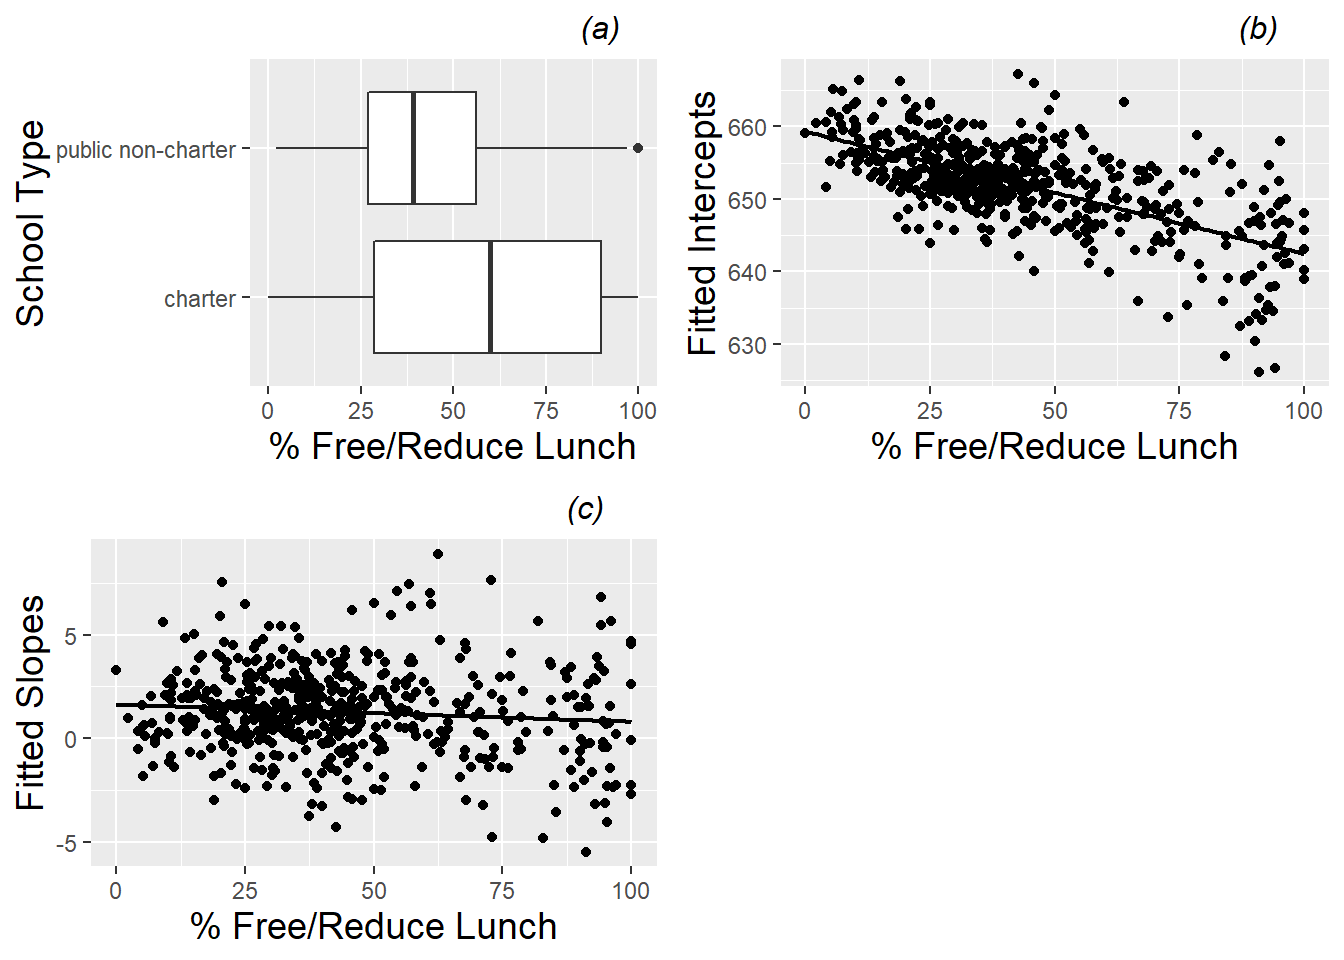 (a)
School Type
public non-charter
charter
0 25 50 75 100
% Free/Reduce Lunch
(b)
Fitted Intercepts
660
650
640
630
0 25 50 75 100
% Free/Reduce Lunch
(c)
Fitted Slopes
5
0
-5
0 25 50 75 100
% Free/Reduce Lunch